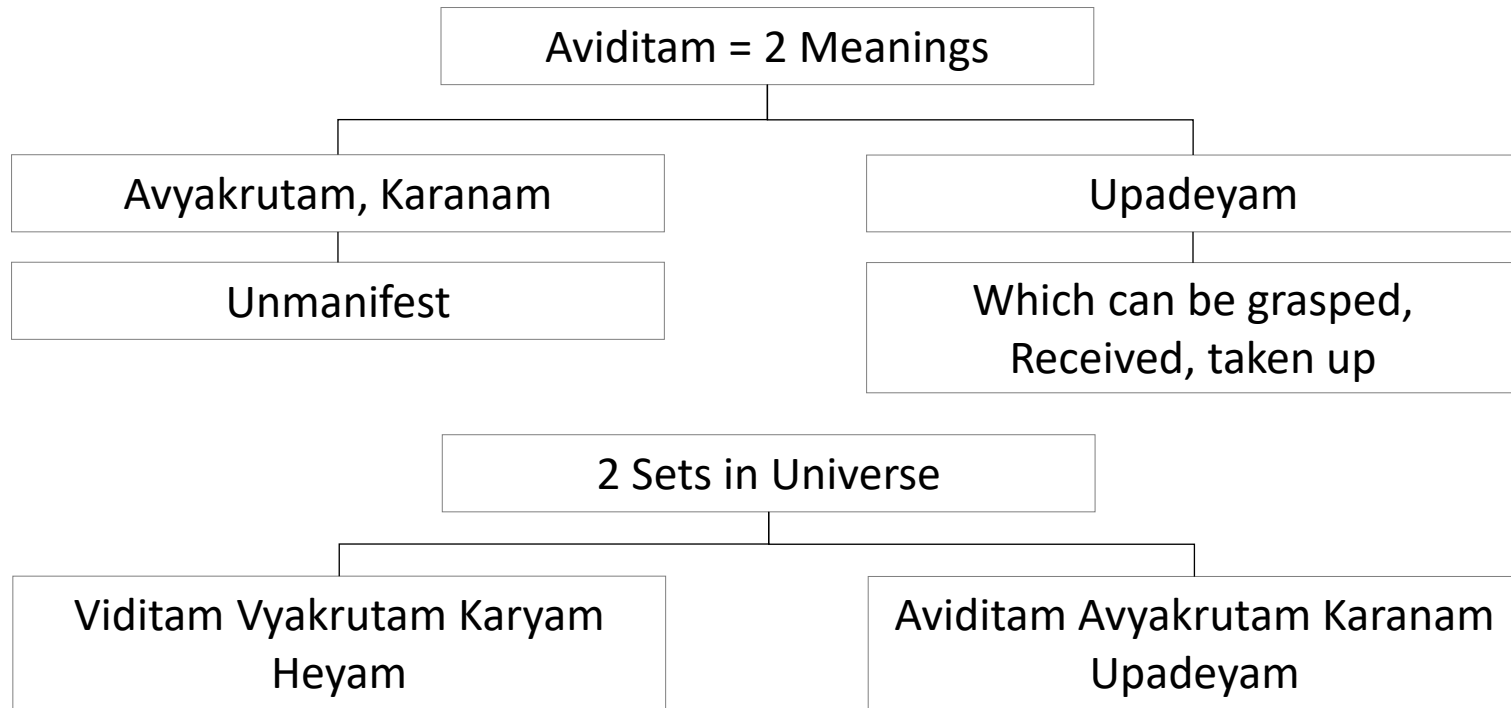 Aviditam = 2 Meanings
Avyakrutam, Karanam
Upadeyam
Unmanifest
Which can be grasped,
Received, taken up
2 Sets in Universe
Viditam Vyakrutam Karyam
Heyam
Aviditam Avyakrutam Karanam
Upadeyam